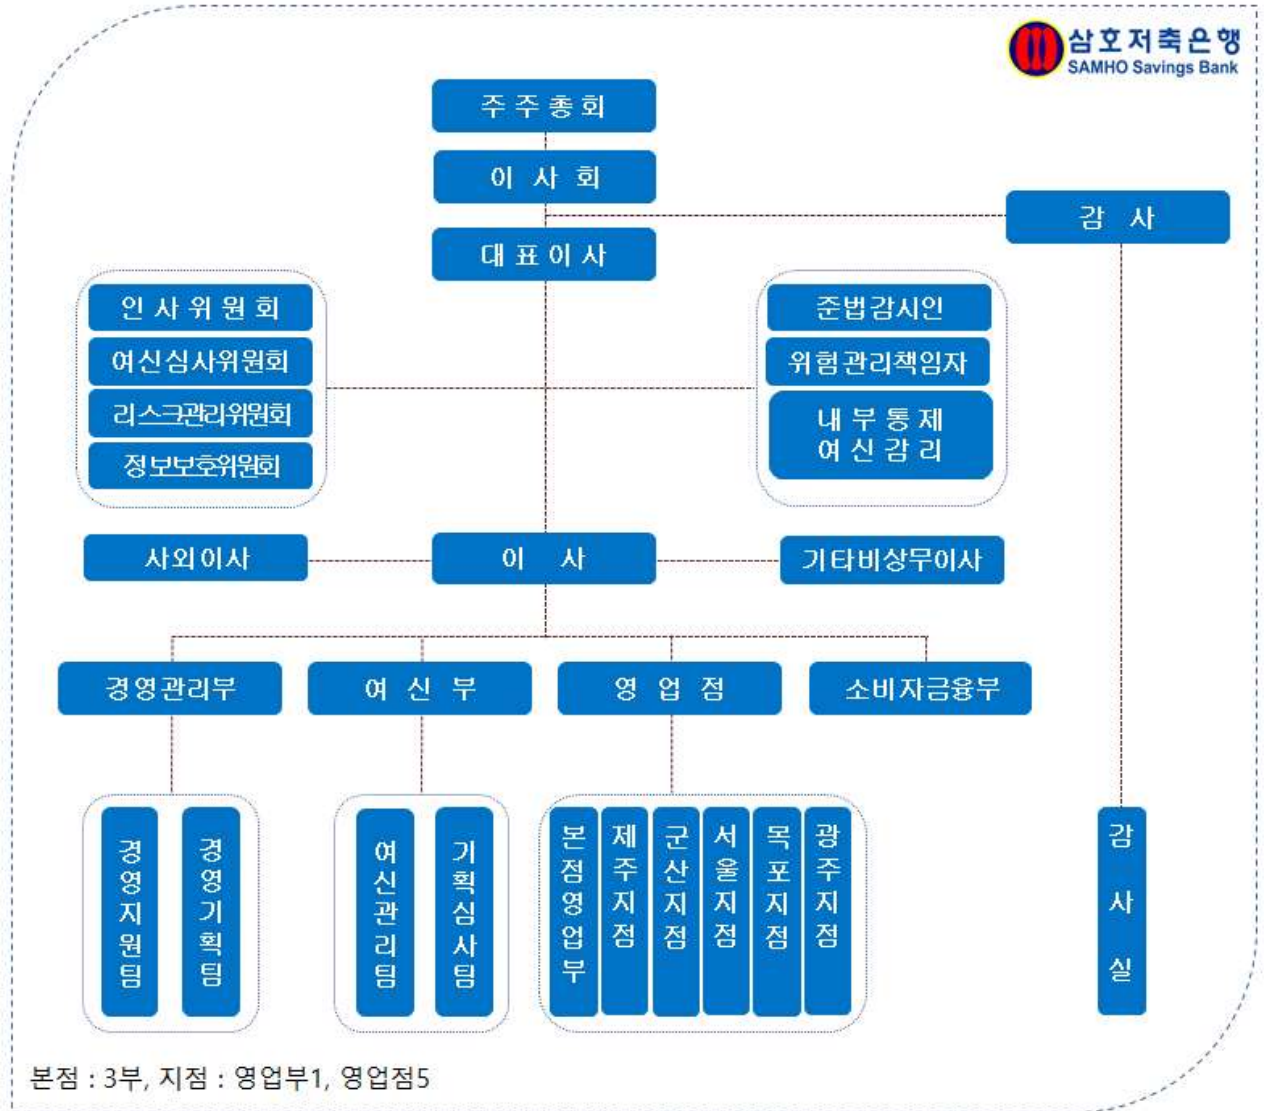 삼호저축은행
SAMHO Savings Bank
주주총회
이 사 회
감 사
대표이사
인사위원회
여신심사위원회
리스크관리위원회
정보보호위원회
준법감시인
위험관리책임자
내부통제
여신감리
사외이사
이 사
기타비상무이사
경영관리부
여 신 부
영 업 점
소비자금융부
경영지원팀
경영기획팀
여신관리팀
기획심사팀
본점영업부
제주지점
군산지점
서울지점
목포지점
광주지점
감사실
본점 : 3부, 지점 : 영업부1, 영업점5